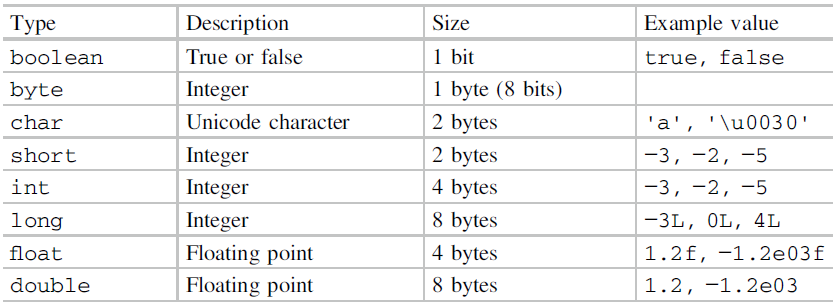 Type Description Size Example value
boolean True or false 1 bit true, false
byte Integer 1 byte (8 bits)
char Unicode character 2 bytes 'a', '\u0030'
short Integer 2 bytes −3, −2, −5
int Integer 4 bytes −3, −2, −5
long Integer 8 bytes −3L, 0L, 4L
float Floating point 4 bytes 1.2f, −1.2e03f
double Floating point 8 bytes 1.2, −1.2e03